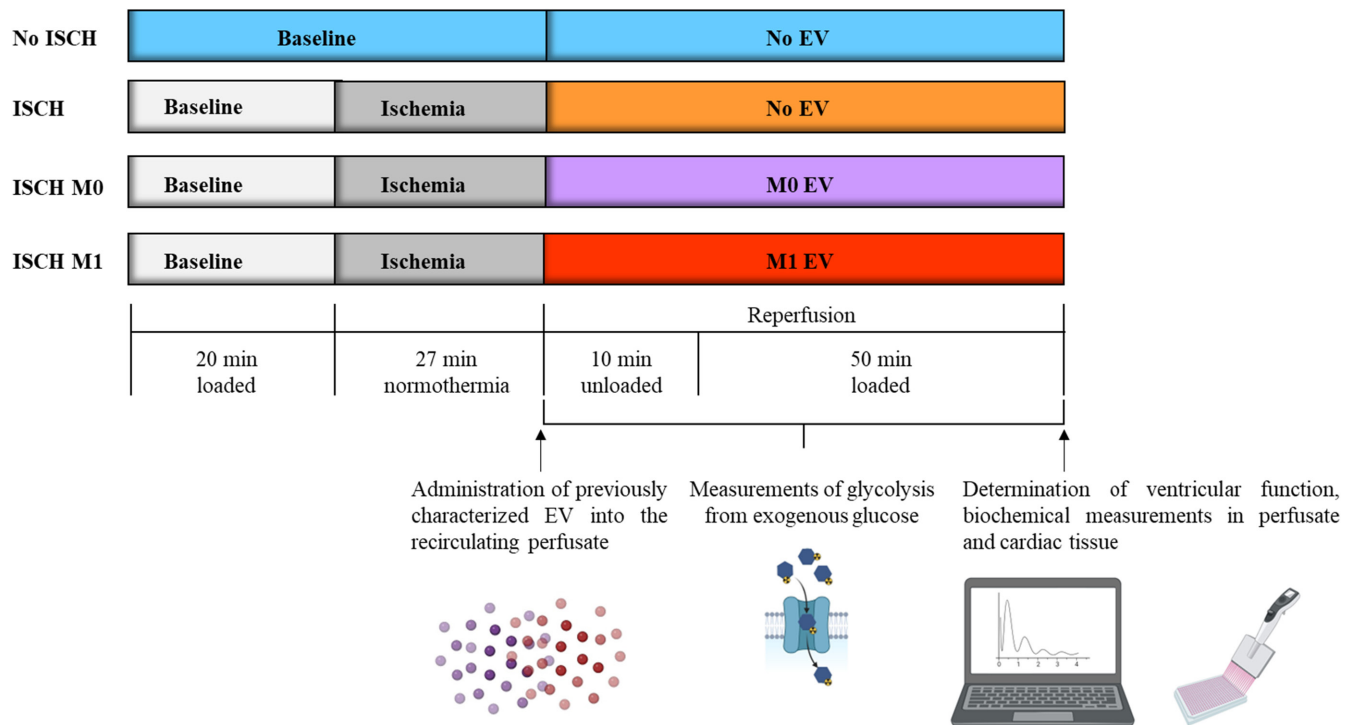 No ISCH
Baseline
No EV
ISCH
Baseline
Ischemia
No EV
ISCH M0
Baseline
Ischemia
M0 EV
ISCH M1
Baseline
Ischemia
M1 EV
Reperfusion
20 min
loaded
27 min
normothermia
10 min
unloaded
50 min
loaded
Administration of previously
characterized EV into the
recirculating perfusate
Measurements of glycolysis
from exogenous glucose
Determination of ventricular function,
biochemical measurements in perfusate
and cardiac tissue
0 1 2 3 4